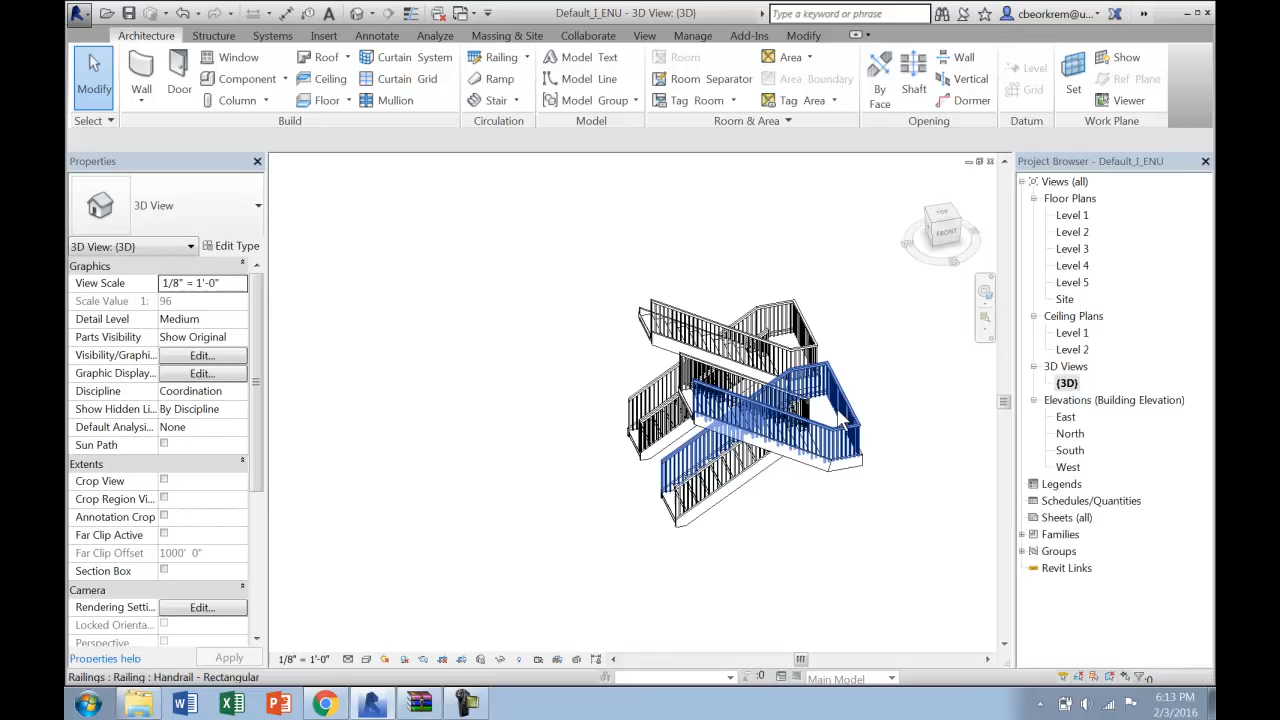 Default_I_ENU - 3D View: {3D}
Type a keyword or phrase
cbeorkrem@u...
Architecture Structure Systems Insert Annotate Analyze Massing & Site Collaborate View Manage Add-Ins Modify
Modify Wall Door Window Roof Curtain System Railing Model Text Room Area By Face Shaft Wall Level Set Show
Component Ceiling Curtain Grid Ramp Model Line Room Separator Area Boundary Vertical Grid Ref Plane
Column Floor Mullion Stair Model Group Tag Room Tag Area Dormer Viewer
Select Build Circulation Model Room & Area Opening Datum Work Plane
Properties
3D View
3D View: {3D}
Edit Type
Graphics
View Scale 1/8" = 1'-0"
Scale Value 1: 96
Detail Level Medium
Parts Visibility Show Original
Visibility/Graphi... Edit...
Graphic Display... Edit...
Discipline Coordination
Show Hidden Li... By Discipline
Default Analysi... None
Sun Path
Extents
Crop View
Crop Region Vi...
Annotation Crop
Far Clip Active
Far Clip Offset 1000' 0"
Section Box
Camera
Rendering Setti... Edit...
Locked Orienta...
Perspective
Properties help
Apply
TOP
FRONT
Project Browser - Default_I_ENU
Views (all)
Floor Plans
Level 1
Level 2
Level 3
Level 4
Level 5
Site
Ceiling Plans
Level 1
Level 2
3D Views
{3D}
Elevations (Building Elevation)
East
North
South
West
Legends
Schedules/Quantities
Sheets (all)
Families
Groups
Revit Links
1/8" = 1'-0"
Railings : Railing : Handrail - Rectangular
:0
Main Model
:0
6:13 PM
2/3/2016